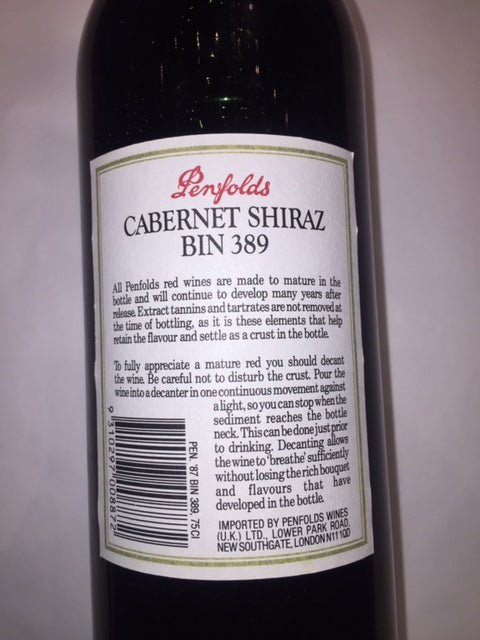 Penfolds
CABERNET SHIRAZ
BIN 389
All Penfolds red wines are made to mature in the
bottle and will continue to develop many years after
release. Extract tannins and tartrates are not removed at
the time of bottling, as it is these elements that help
retain the flavour and settle as a crust in the bottle.
To fully appreciate a mature red you should decant
the wine. Be careful not to disturb the crust. Pour the
wine into a decanter in one continuous movement against
a light, so you can stop when the
sediment reaches the bottle
neck. This can be done just prior
to drinking. Decanting allows
the wine to 'breathe' sufficiently
without losing the rich bouquet
and flavours that have
developed in the bottle.
9 310297 008872
PEN. '87 BIN 389 75Cl
IMPORTED BY PENFOLDS WINES
(U.K.) LTD., LOWER PARK ROAD,
NEW SOUTHGATE, LONDON N11 1QD